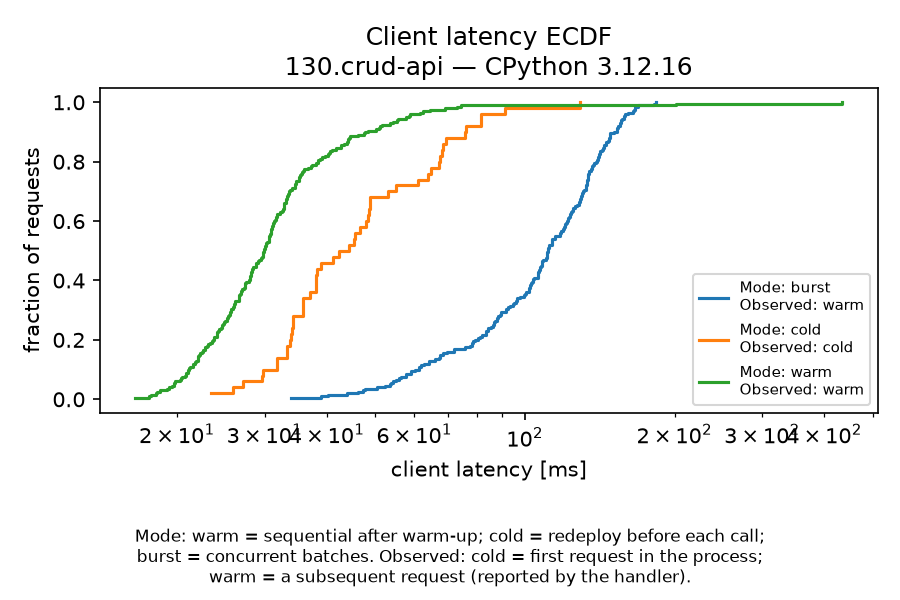 Client latency ECDF
130.crud-api — CPython 3.12.16
fraction of requests
1.0
0.8
0.6
0.4
0.2
0.0
Mode: burst
Observed: warm
Mode: cold
Observed: cold
Mode: warm
Observed: warm
2 × 10¹ 3 × 10¹ 4 × 10¹ 6 × 10¹ 10² 2 × 10² 3 × 10² 4 × 10²
client latency [ms]
Mode: warm = sequential after warm-up; cold = redeploy before each call;
burst = concurrent batches. Observed: cold = first request in the process;
warm = a subsequent request (reported by the handler).